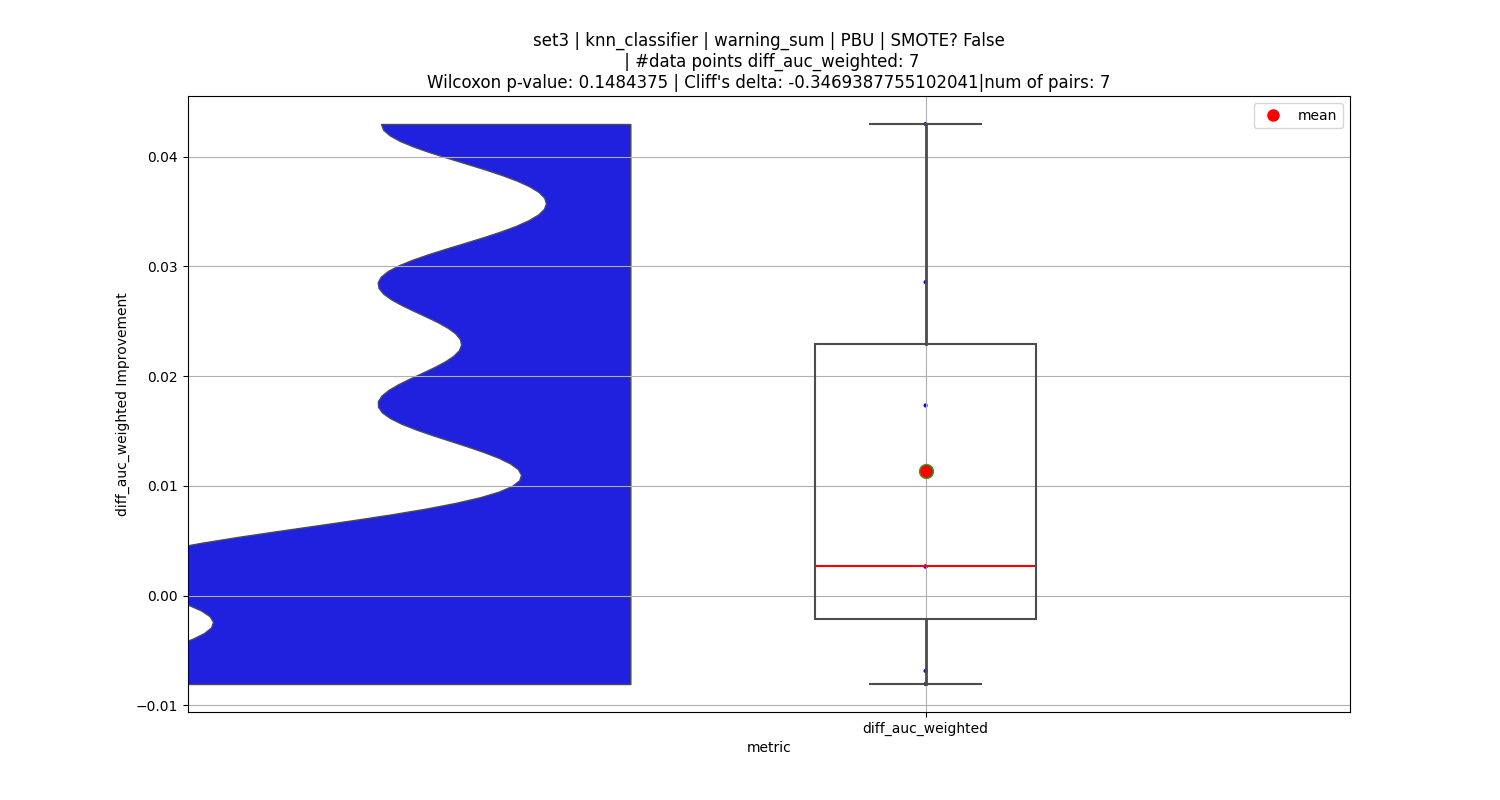 set3 | knn_classifier | warning_sum | PBU | SMOTE? False
| #data points diff_auc_weighted: 7
Wilcoxon p-value: 0.1484375 | Cliff's delta: -0.3469387755102041|num of pairs: 7
mean
0.04
0.03
0.02
0.01
0.00
−0.01
diff_auc_weighted Improvement
diff_auc_weighted
metric